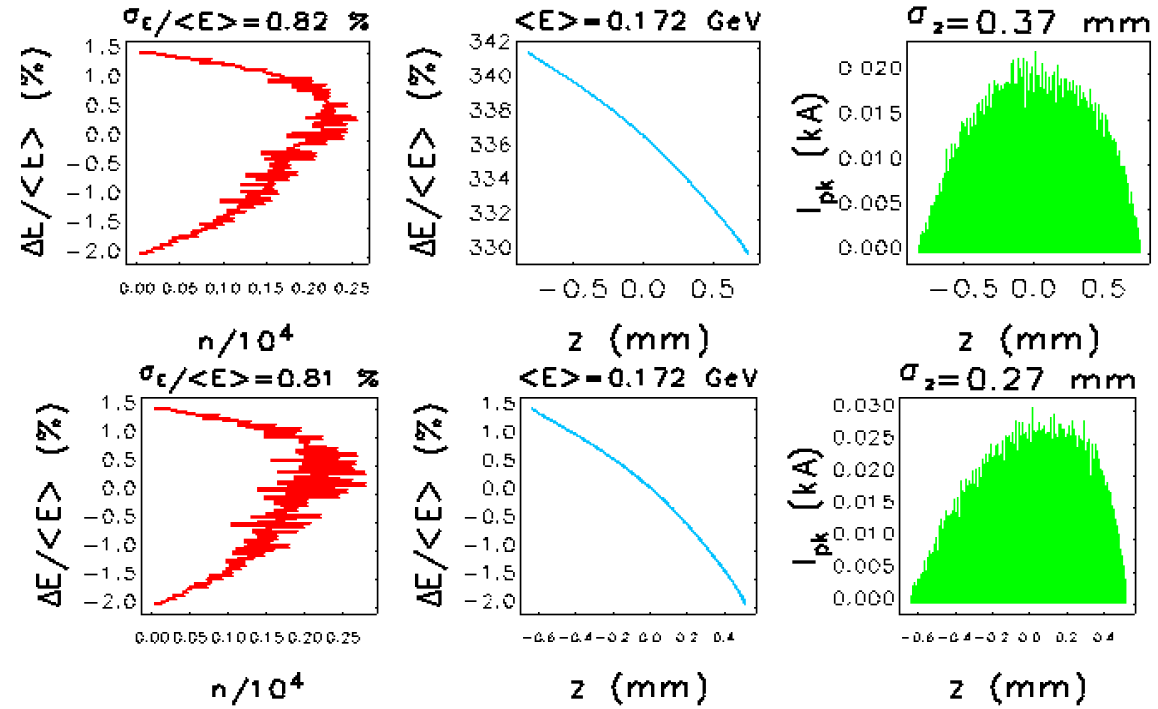 σE/<E>=0.82 %
ΔE/<E> (%)
1.5
1.0
0.5
0.0
−0.5
−1.0
−1.5
−2.0
0.00 0.05 0.10 0.15 0.20 0.25
n/10⁴
<E>=0.172 GeV
ΔE/<E> (%)
342
340
338
336
334
332
330
−0.5 0.0 0.5
z (mm)
σz=0.37 mm
Ipk (kA)
0.020
0.015
0.010
0.005
0.000
−0.5 0.0 0.5
z (mm)
σE/<E>=0.81 %
ΔE/<E> (%)
1.5
1.0
0.5
0.0
−0.5
−1.0
−1.5
−2.0
0.00 0.05 0.10 0.15 0.20 0.25
n/10⁴
<E>=0.172 GeV
ΔE/<E> (%)
1.5
1.0
0.5
0.0
−0.5
−1.0
−1.5
−2.0
−0.6 −0.4 −0.2 0.0 0.2 0.4
z (mm)
σz=0.27 mm
Ipk (kA)
0.030
0.025
0.020
0.015
0.010
0.005
0.000
−0.6 −0.4 −0.2 0.0 0.2 0.4
z (mm)